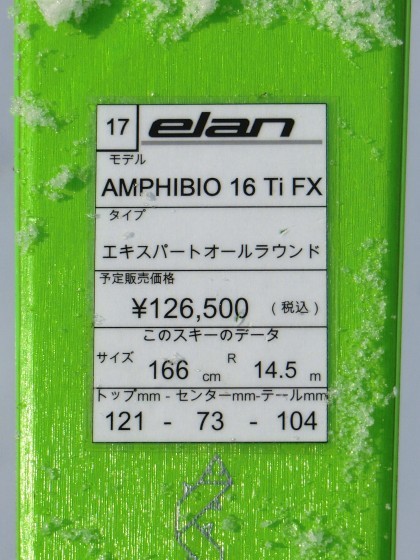 17 elan
モデル
AMPHIBIO 16 Ti FX
タイプ
エキスパートオールラウンド
予定販売価格
¥126,500 (税込)
このスキーのデータ
サイズ 166 cm R 14.5 m
トップmm - センターmm-テールmm
121 - 73 - 104